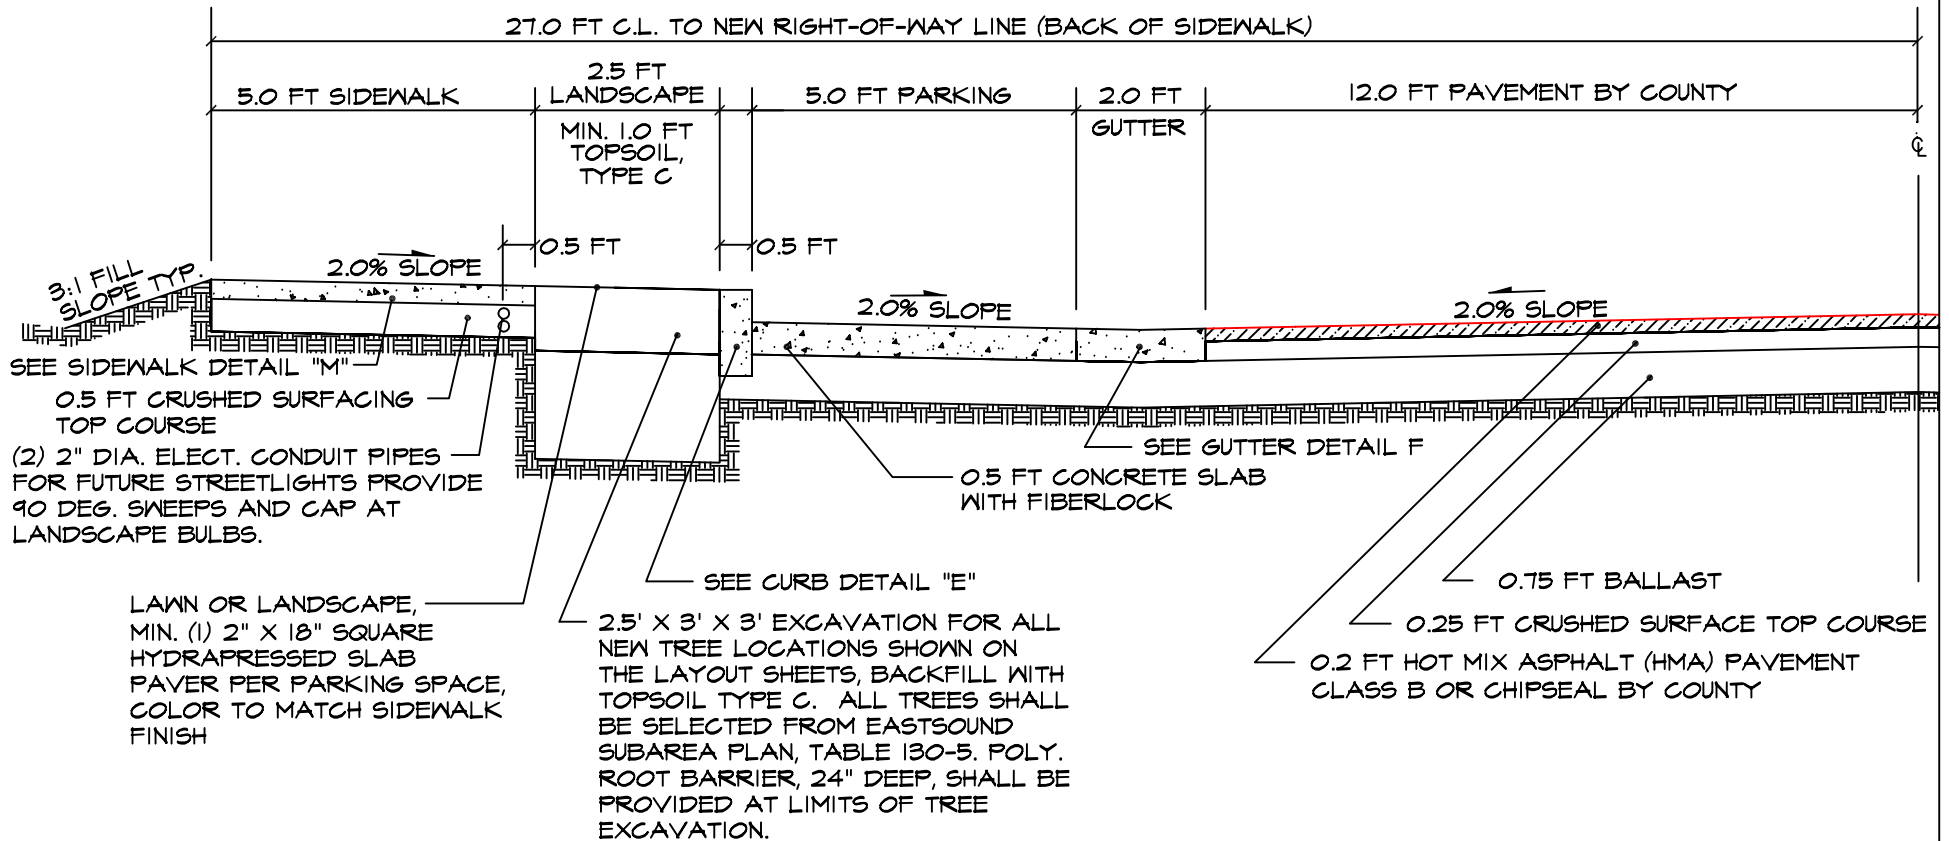 27.0 FT C.L. TO NEW RIGHT-OF-WAY LINE (BACK OF SIDEWALK)
5.0 FT SIDEWALK
2.5 FT
LANDSCAPE
MIN. 1.0 FT
TOPSOIL,
TYPE C
5.0 FT PARKING
2.0 FT
GUTTER
12.0 FT PAVEMENT BY COUNTY
℄
0.5 FT
0.5 FT
3:1 FILL
SLOPE TYP.
2.0% SLOPE
2.0% SLOPE
2.0% SLOPE
SEE SIDEWALK DETAIL "M"
0.5 FT CRUSHED SURFACING
TOP COURSE
(2) 2" DIA. ELECT. CONDUIT PIPES
FOR FUTURE STREETLIGHTS PROVIDE
90 DEG. SWEEPS AND CAP AT
LANDSCAPE BULBS.
LAWN OR LANDSCAPE,
MIN. (1) 2" X 18" SQUARE
HYDRAPRESSED SLAB
PAVER PER PARKING SPACE,
COLOR TO MATCH SIDEWALK
FINISH
SEE CURB DETAIL "E"
2.5' X 3' X 3' EXCAVATION FOR ALL
NEW TREE LOCATIONS SHOWN ON
THE LAYOUT SHEETS, BACKFILL WITH
TOPSOIL TYPE C. ALL TREES SHALL
BE SELECTED FROM EASTSOUND
SUBAREA PLAN, TABLE 130-5. POLY.
ROOT BARRIER, 24" DEEP, SHALL BE
PROVIDED AT LIMITS OF TREE
EXCAVATION.
SEE GUTTER DETAIL F
0.5 FT CONCRETE SLAB
WITH FIBERLOCK
0.75 FT BALLAST
0.25 FT CRUSHED SURFACE TOP COURSE
0.2 FT HOT MIX ASPHALT (HMA) PAVEMENT
CLASS B OR CHIPSEAL BY COUNTY